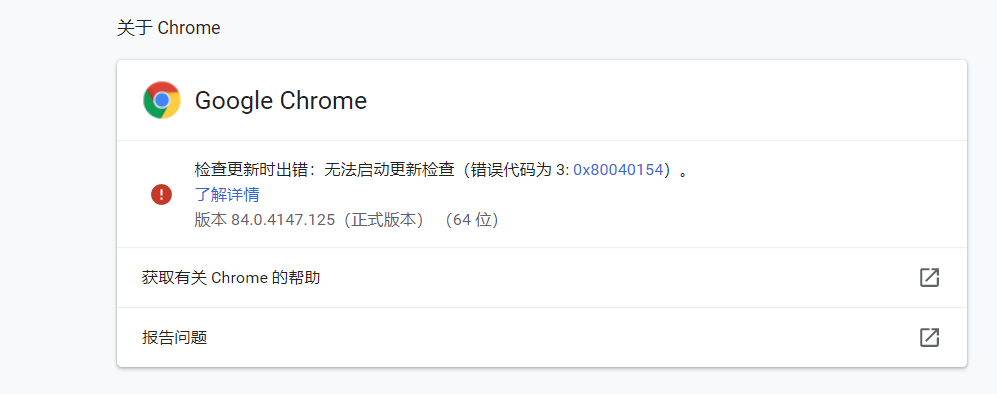 关于 Chrome
Google Chrome
检查更新时出错：无法启动更新检查（错误代码为 3: 0x80040154）。
了解详情
版本 84.0.4147.125（正式版本） （64 位）
获取有关 Chrome 的帮助
报告问题